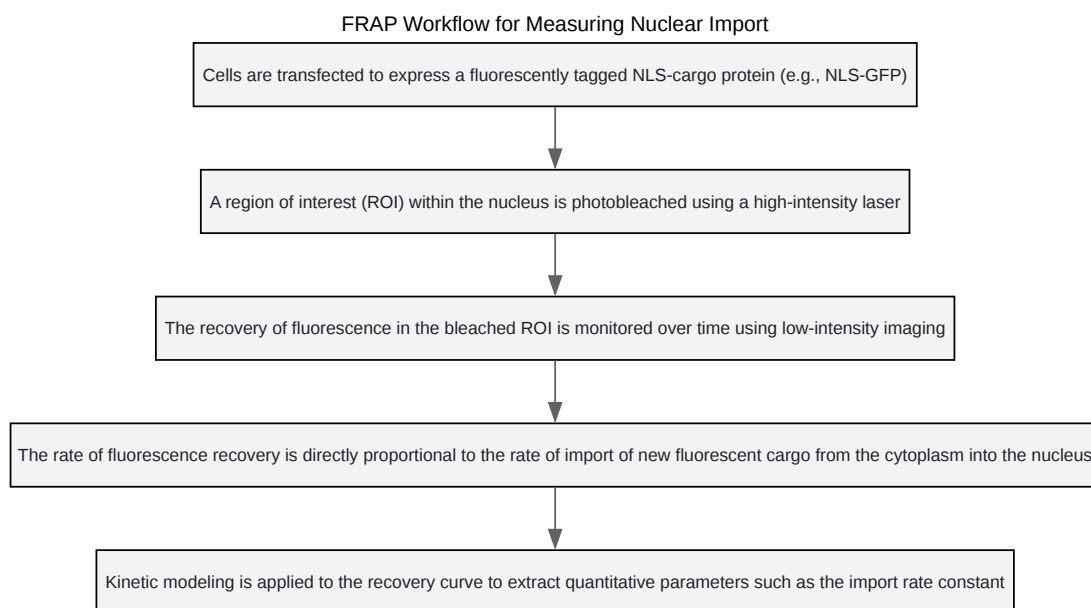 FRAP Workflow for Measuring Nuclear Import
Cells are transfected to express a fluorescently tagged NLS-cargo protein (e.g., NLS-GFP)
A region of interest (ROI) within the nucleus is photobleached using a high-intensity laser
The recovery of fluorescence in the bleached ROI is monitored over time using low-intensity imaging
The rate of fluorescence recovery is directly proportional to the rate of import of new fluorescent cargo from the cytoplasm into the nucleus
Kinetic modeling is applied to the recovery curve to extract quantitative parameters such as the import rate constant